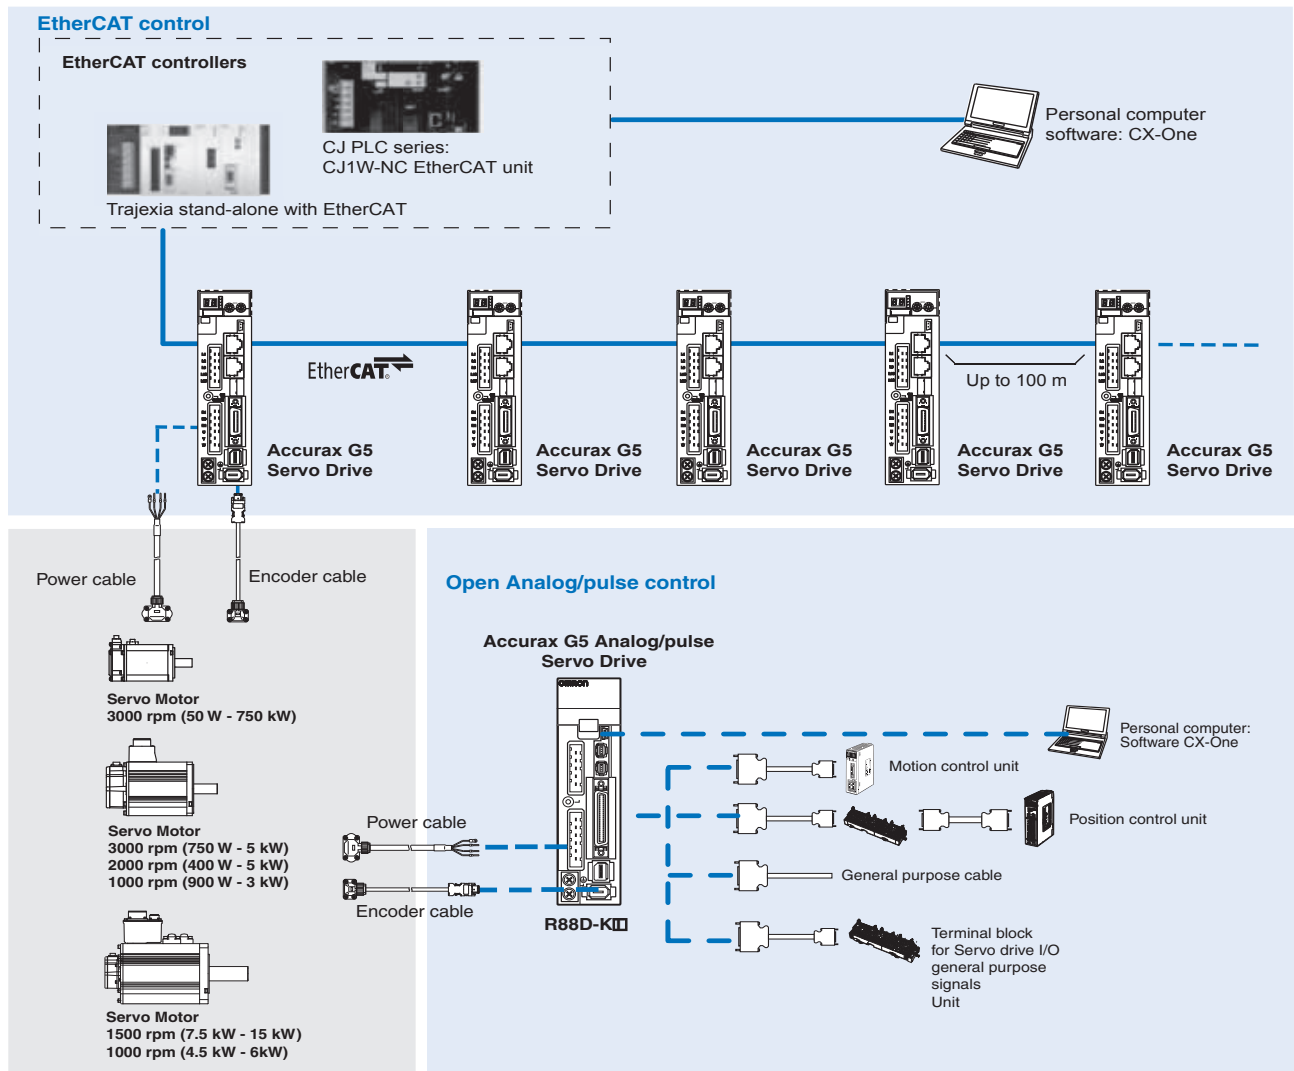 EtherCAT control
EtherCAT controllers
CJ PLC series:
CJ1W-NC EtherCAT unit
Trajexia stand-alone with EtherCAT
Personal computer
software: CX-One
EtherCAT
Up to 100 m
Accurax G5
Servo Drive
Accurax G5
Servo Drive
Accurax G5
Servo Drive
Accurax G5
Servo Drive
Accurax G5
Servo Drive
Power cable
Encoder cable
Servo Motor
3000 rpm (50 W - 750 kW)
Servo Motor
3000 rpm (750 W - 5 kW)
2000 rpm (400 W - 5 kW)
1000 rpm (900 W - 3 kW)
Servo Motor
1500 rpm (7.5 kW - 15 kW)
1000 rpm (4.5 kW - 6kW)
Open Analog/pulse control
Accurax G5 Analog/pulse
Servo Drive
OMRON
Power cable
Encoder cable
R88D-K□□
Personal computer:
Software CX-One
Motion control unit
Position control unit
General purpose cable
Terminal block
for Servo drive I/O
general purpose
signals
Unit